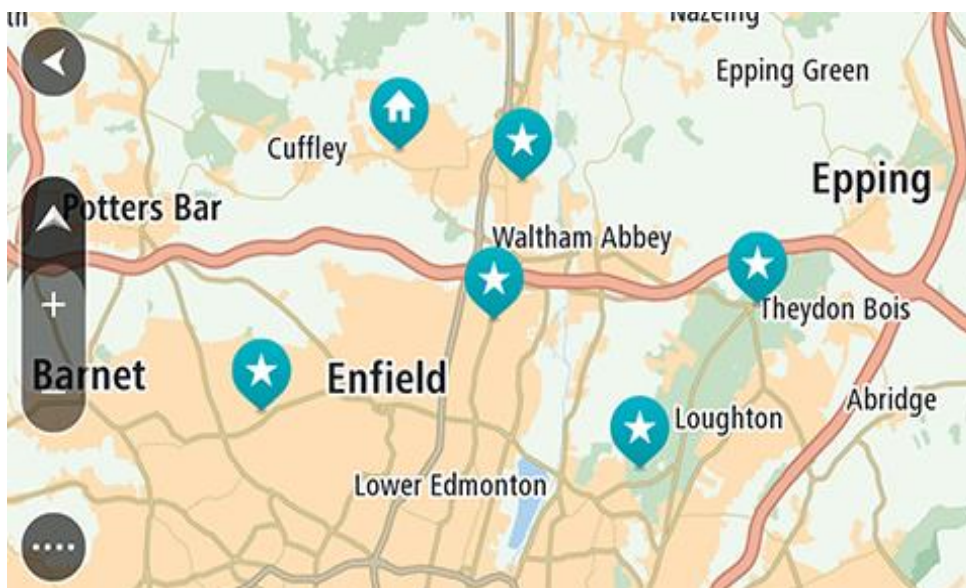 Nazeing
Epping Green
Cuffley
Epping
Potters Bar
Waltham Abbey
Theydon Bois
Barnet
Enfield
Abridge
Loughton
Lower Edmonton